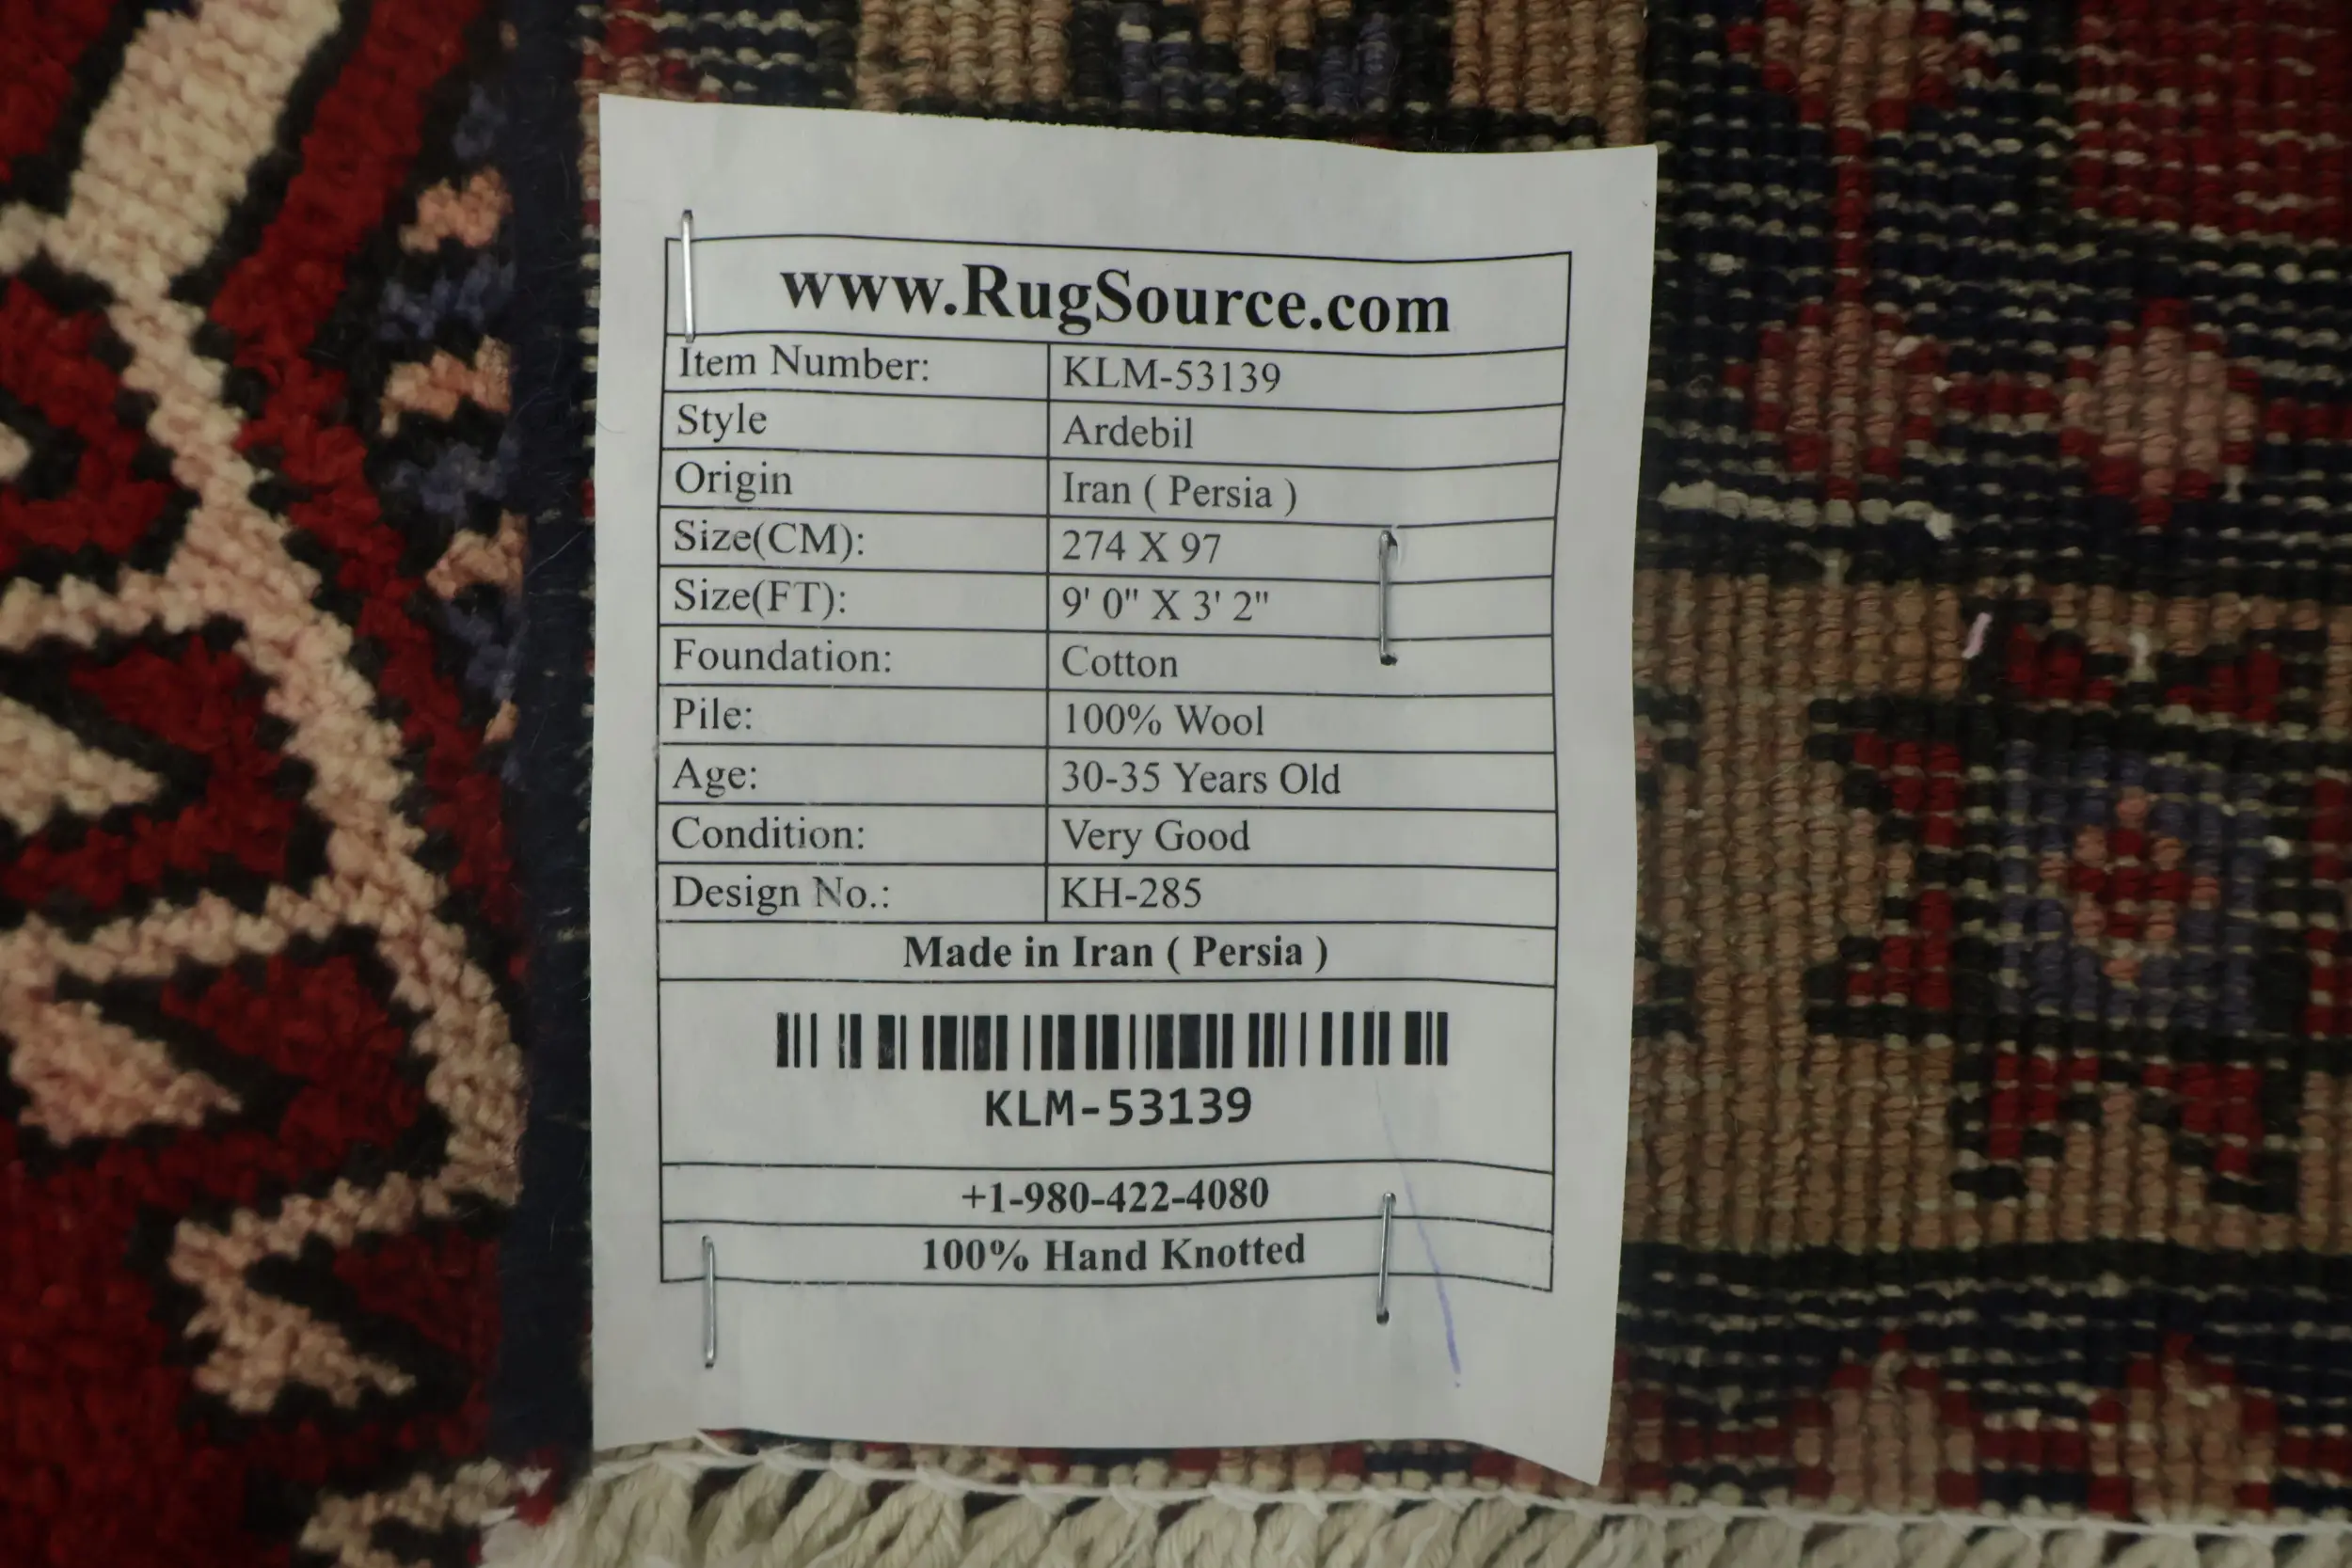 www.RugSource.com
Item Number: KLM-53139
Style Ardebil
Origin Iran ( Persia )
Size(CM): 274 X 97
Size(FT): 9' 0" X 3' 2"
Foundation: Cotton
Pile: 100% Wool
Age: 30-35 Years Old
Condition: Very Good
Design No.: KH-285
Made in Iran ( Persia )
KLM-53139
+1-980-422-4080
100% Hand Knotted